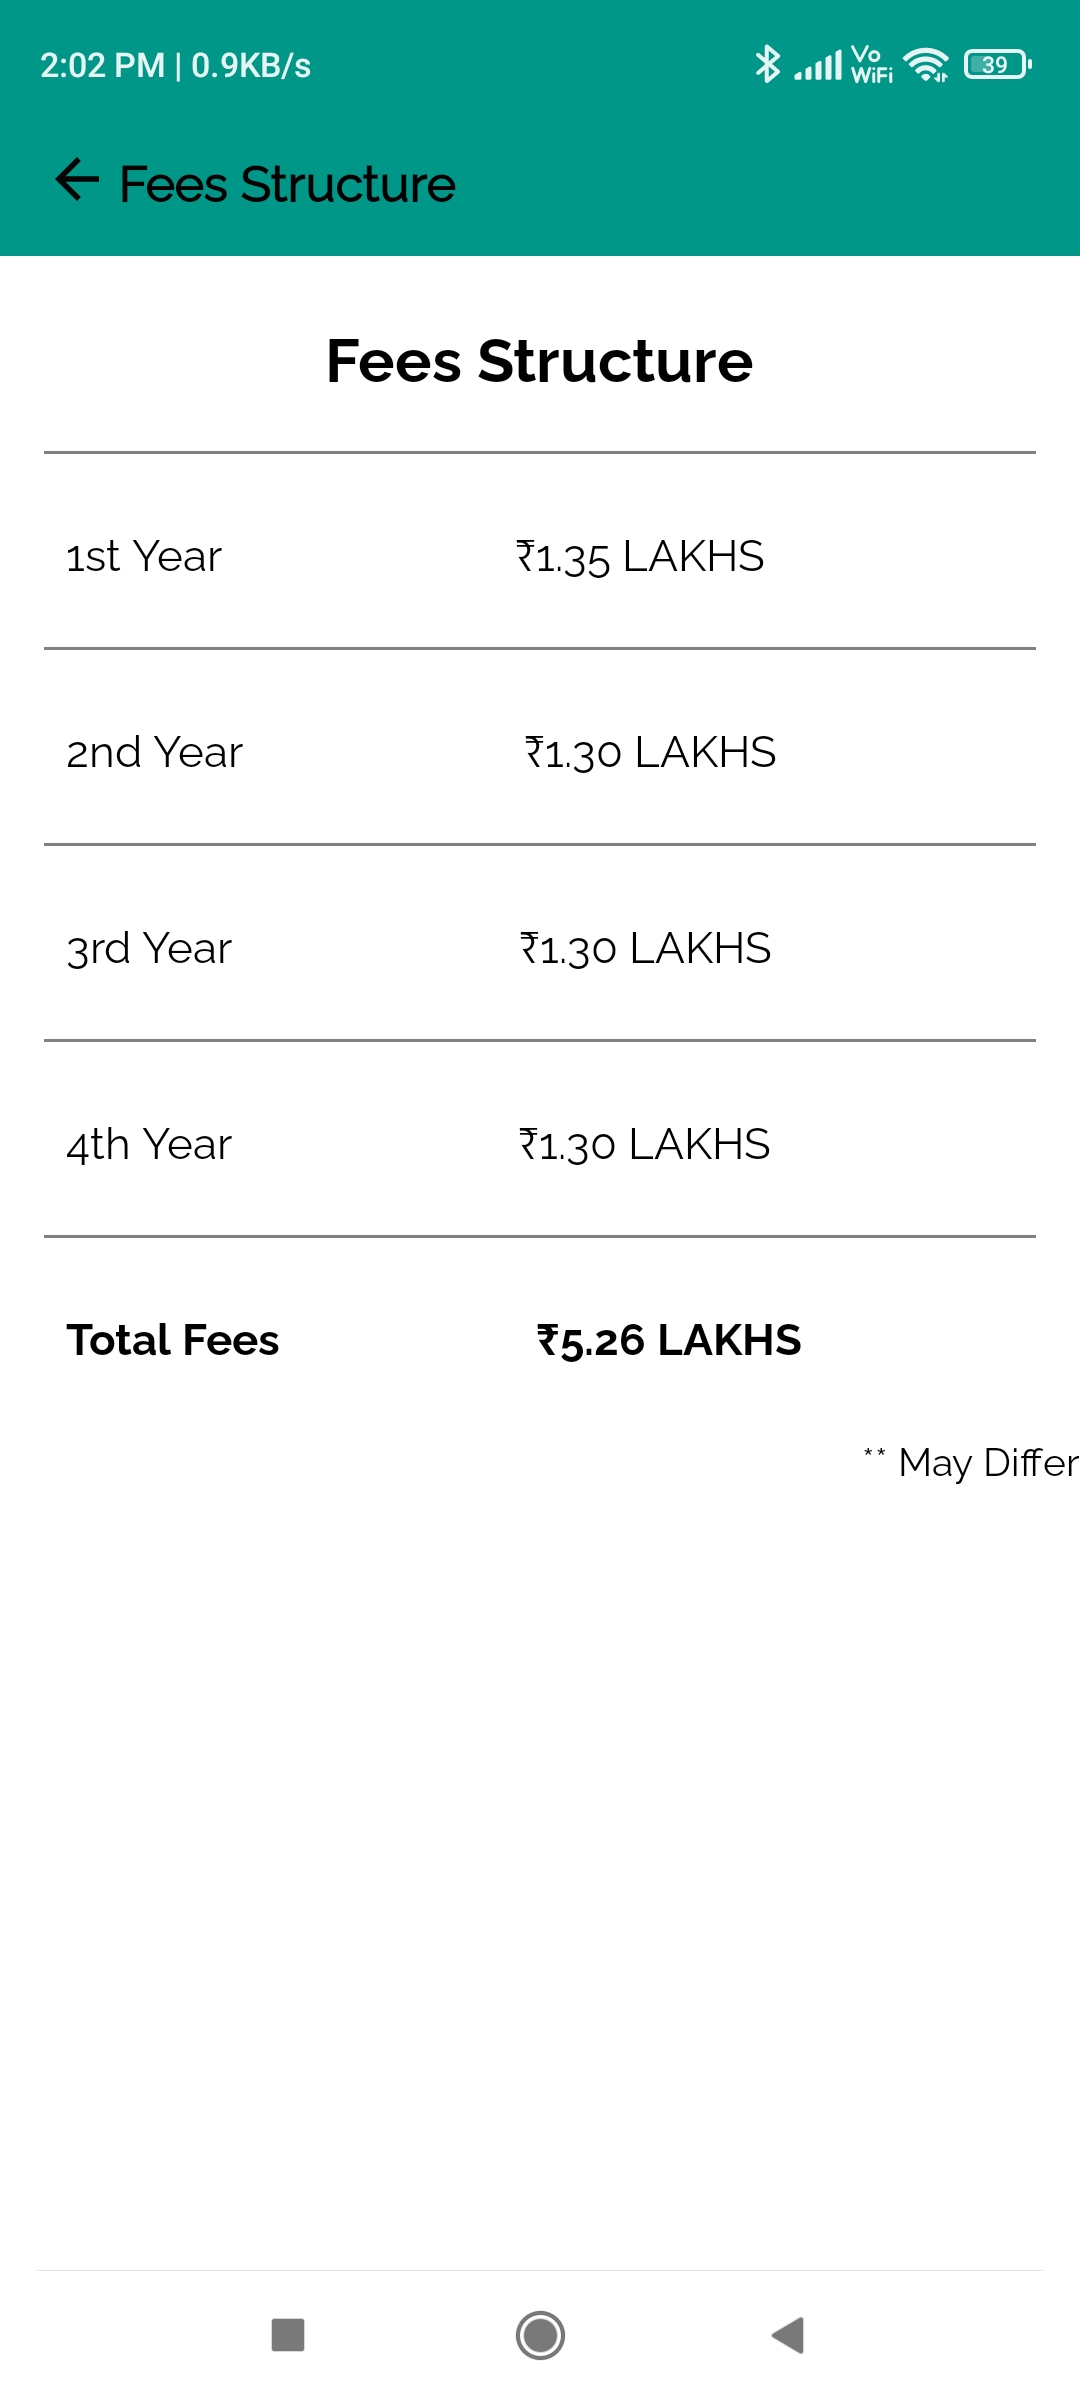 2:02 PM | 0.9KB/s Vo WiFi 39
Fees Structure
Fees Structure
1st Year ₹1.35 LAKHS
2nd Year ₹1.30 LAKHS
3rd Year ₹1.30 LAKHS
4th Year ₹1.30 LAKHS
Total Fees ₹5.26 LAKHS
** May Differ